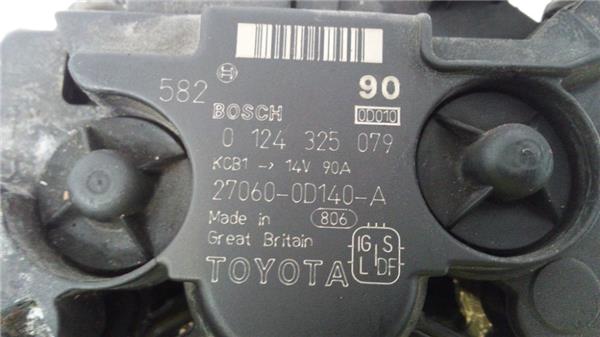 582 90
BOSCH 0D010
0 124 325 079
KCB1 → 14V 90A
27060-0D140-A
Made in 806
Great Britain
TOYOTA
IG S
L DF